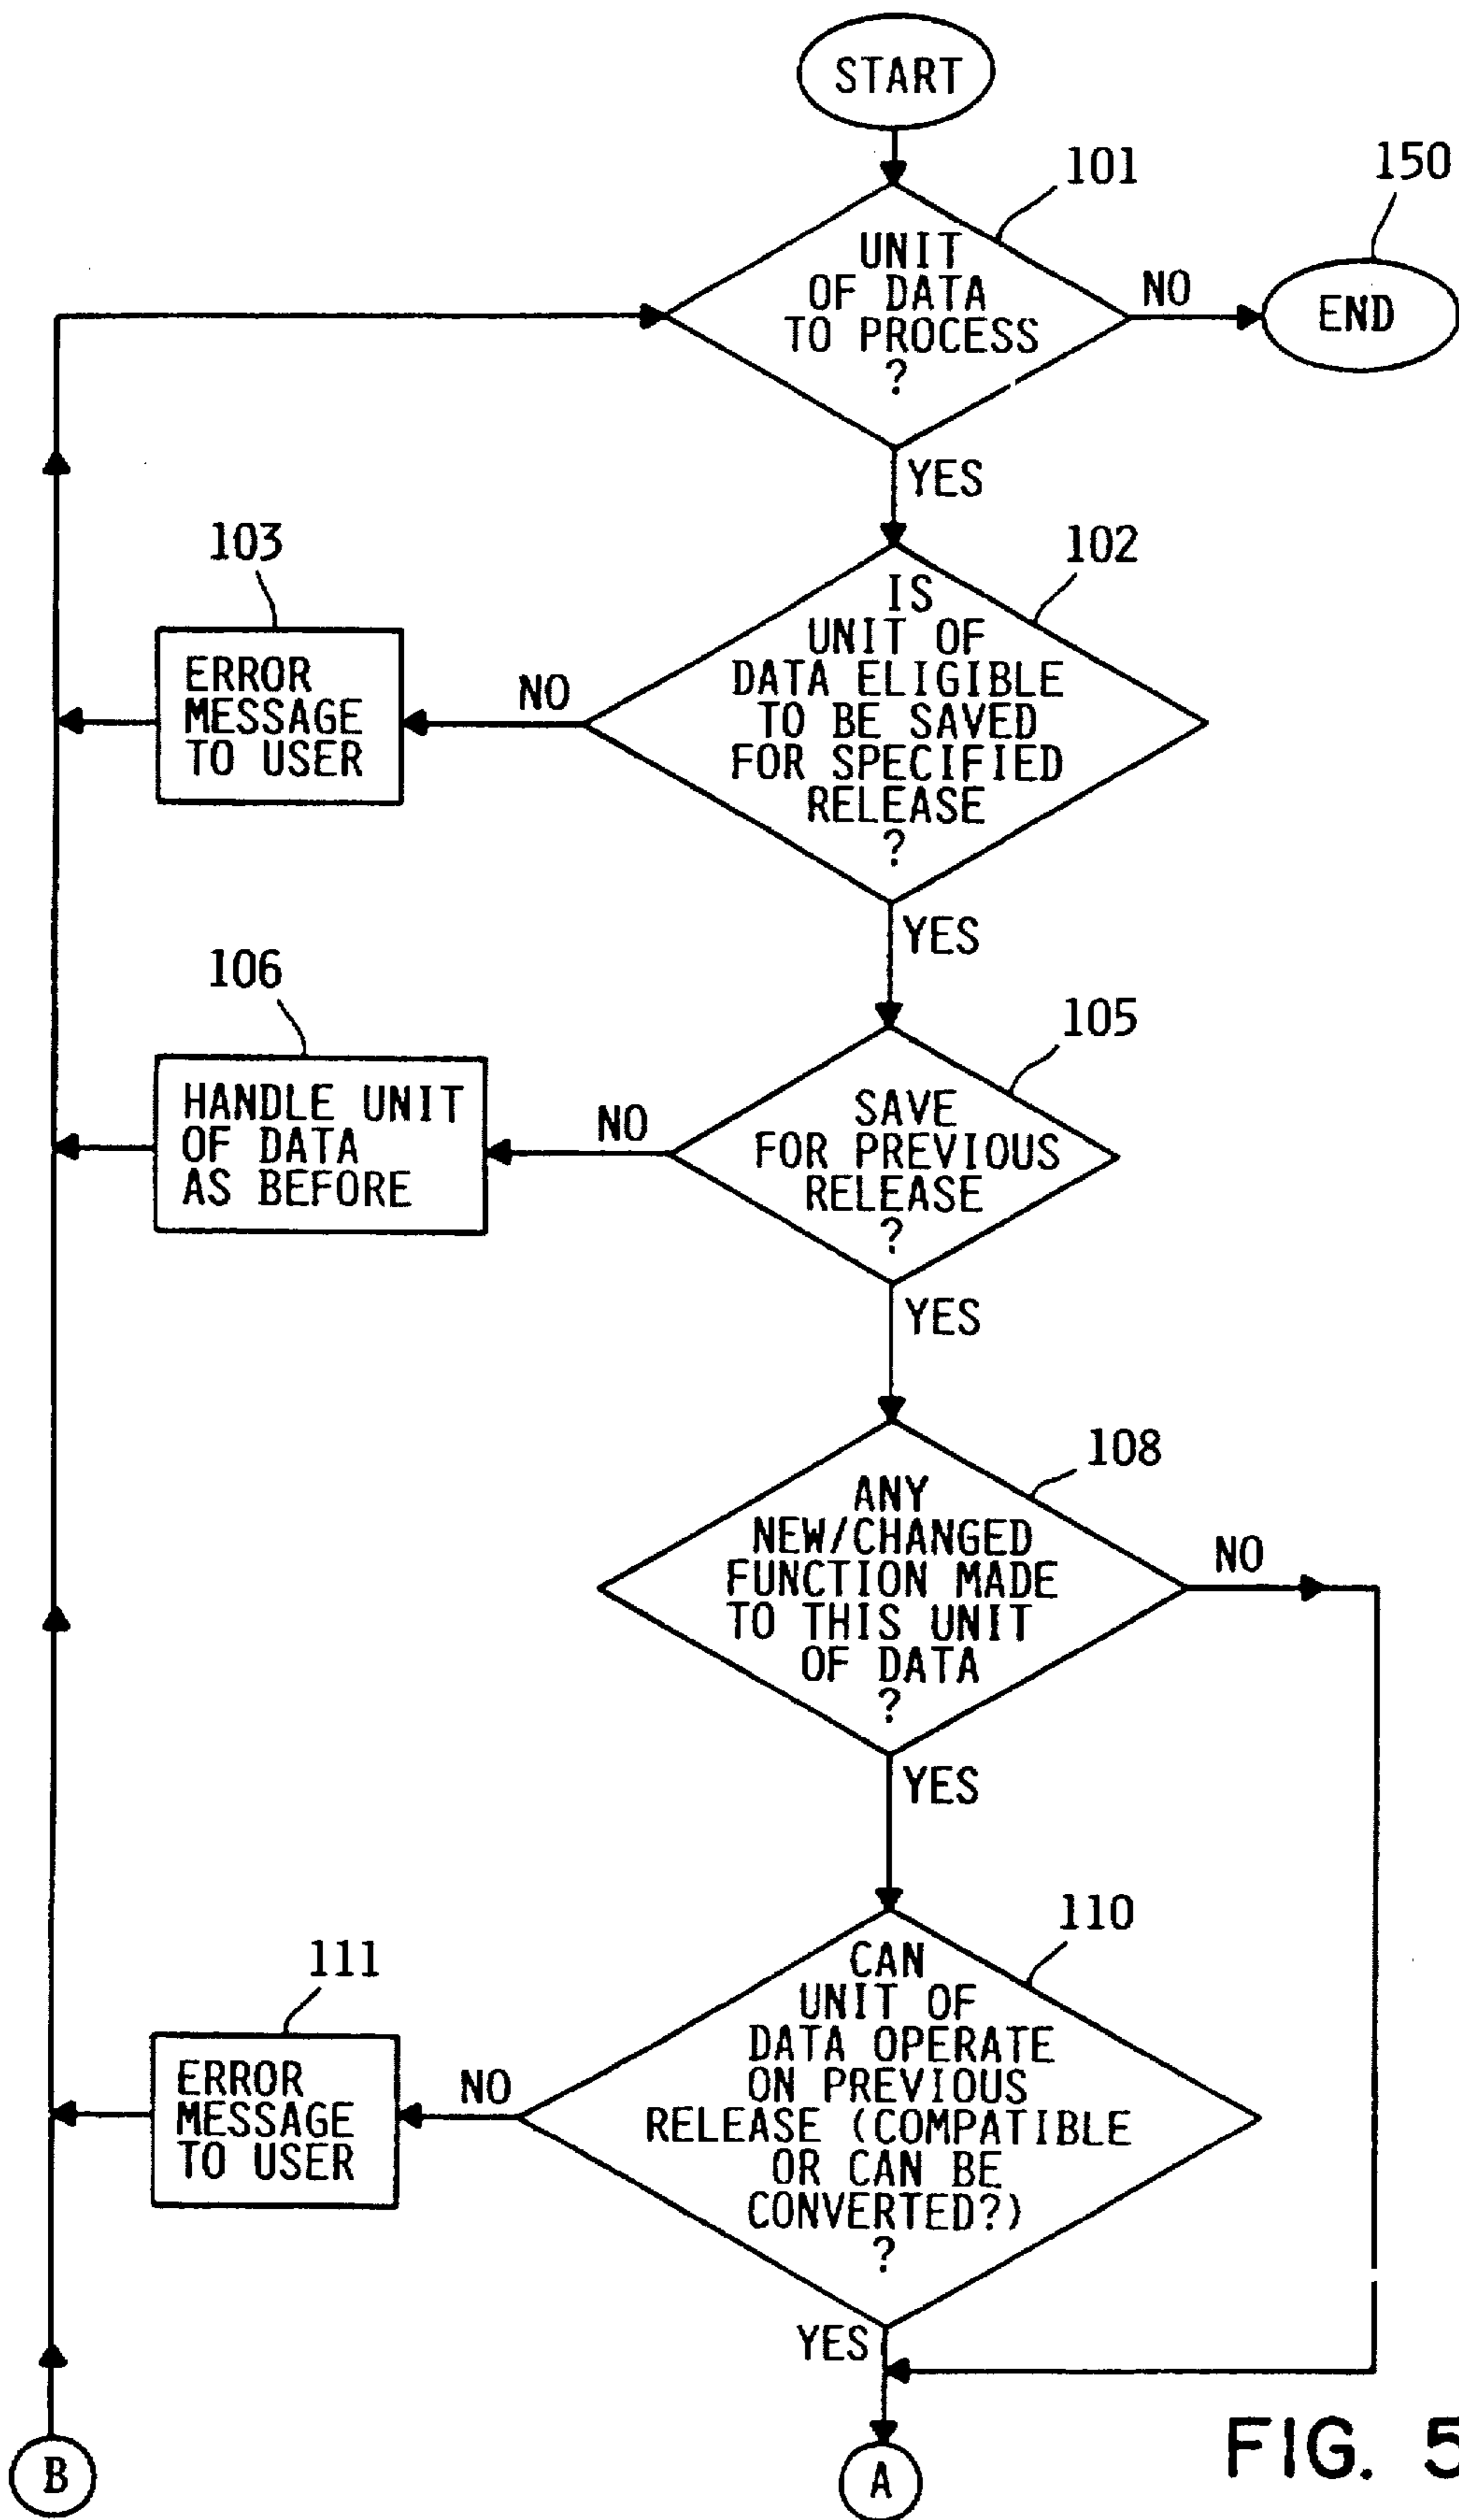 START
101
150
UNIT
OF DATA
TO PROCESS
?
NO
END
YES
103
102
IS
UNIT OF
DATA ELIGIBLE
TO BE SAVED
FOR SPECIFIED
RELEASE
?
NO
ERROR
MESSAGE
TO USER
YES
106
105
SAVE
FOR PREVIOUS
RELEASE
?
NO
HANDLE UNIT
OF DATA
AS BEFORE
YES
108
ANY
NEW/CHANGED
FUNCTION MADE
TO THIS UNIT
OF DATA
?
NO
YES
110
111
CAN
UNIT OF
DATA OPERATE
ON PREVIOUS
RELEASE (COMPATIBLE
OR CAN BE
CONVERTED?)
?
NO
ERROR
MESSAGE
TO USER
YES
B
A
FIG. 5